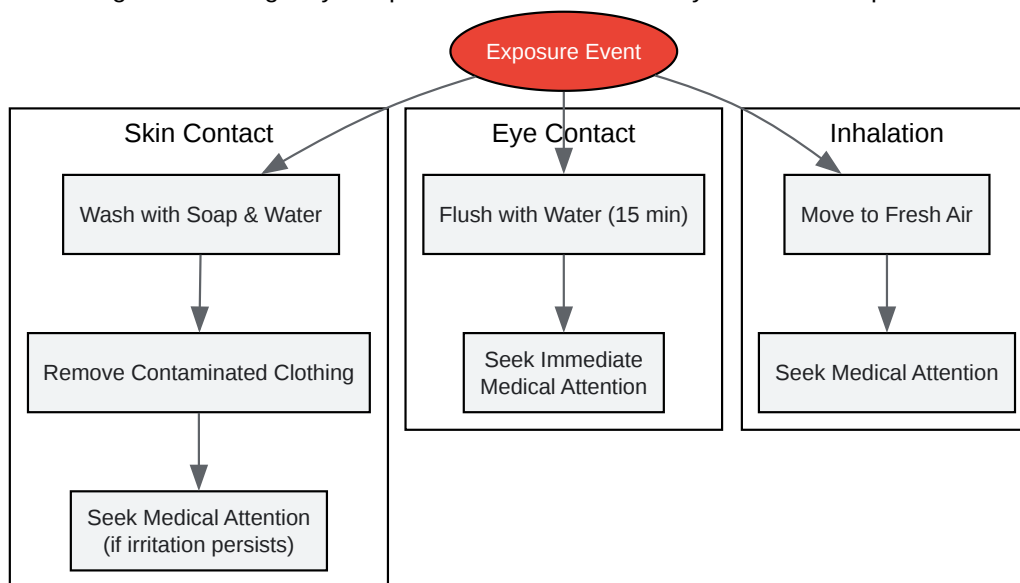 Exposure Event
Skin Contact
Wash with Soap & Water
Remove Contaminated Clothing
Seek Medical Attention
(if irritation persists)
Eye Contact
Flush with Water (15 min)
Seek Immediate
Medical Attention
Inhalation
Move to Fresh Air
Seek Medical Attention